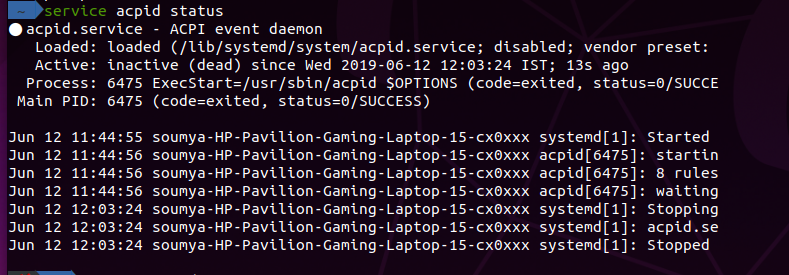 ~ service acpid status
● acpid.service - ACPI event daemon
Loaded: loaded (/lib/systemd/system/acpid.service; disabled; vendor preset:
Active: inactive (dead) since Wed 2019-06-12 12:03:24 IST; 13s ago
Process: 6475 ExecStart=/usr/sbin/acpid $OPTIONS (code=exited, status=0/SUCCE
Main PID: 6475 (code=exited, status=0/SUCCESS)
Jun 12 11:44:55 soumya-HP-Pavilion-Gaming-Laptop-15-cx0xxx systemd[1]: Started
Jun 12 11:44:56 soumya-HP-Pavilion-Gaming-Laptop-15-cx0xxx acpid[6475]: startin
Jun 12 11:44:56 soumya-HP-Pavilion-Gaming-Laptop-15-cx0xxx acpid[6475]: 8 rules
Jun 12 11:44:56 soumya-HP-Pavilion-Gaming-Laptop-15-cx0xxx acpid[6475]: waiting
Jun 12 12:03:24 soumya-HP-Pavilion-Gaming-Laptop-15-cx0xxx systemd[1]: Stopping
Jun 12 12:03:24 soumya-HP-Pavilion-Gaming-Laptop-15-cx0xxx systemd[1]: acpid.se
Jun 12 12:03:24 soumya-HP-Pavilion-Gaming-Laptop-15-cx0xxx systemd[1]: Stopped